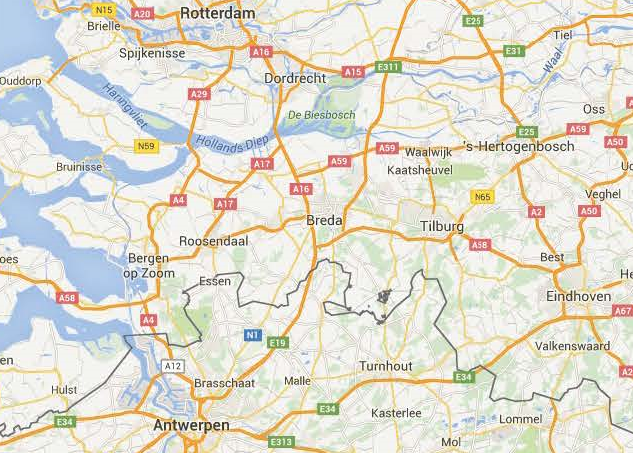 N15
A20
Rotterdam
E25
Brielle
Tiel
A16
E31
Spijkenisse
Waal
E311
A15
Dordrecht
Ouddorp
A29
Haringvliet
De Biesbosch
Oss
Hollands Diep
E25
A59
N59
A50
's-Hertogenbosch
A59
Waalwijk
Bruinisse
A17
A59
Kaatsheuvel
A16
N65
Veghel
A4
A17
A2
A50
Breda
Tilburg
Roosendaal
A58
Bergen
op Zoom
Best
Essen
A58
Eindhoven
A4
A67
N1
E19
Valkenswaard
A12
Turnhout
Brasschaat
Malle
E34
Hulst
E34
Kasterlee
Lommel
E34
Antwerpen
E313
Mol